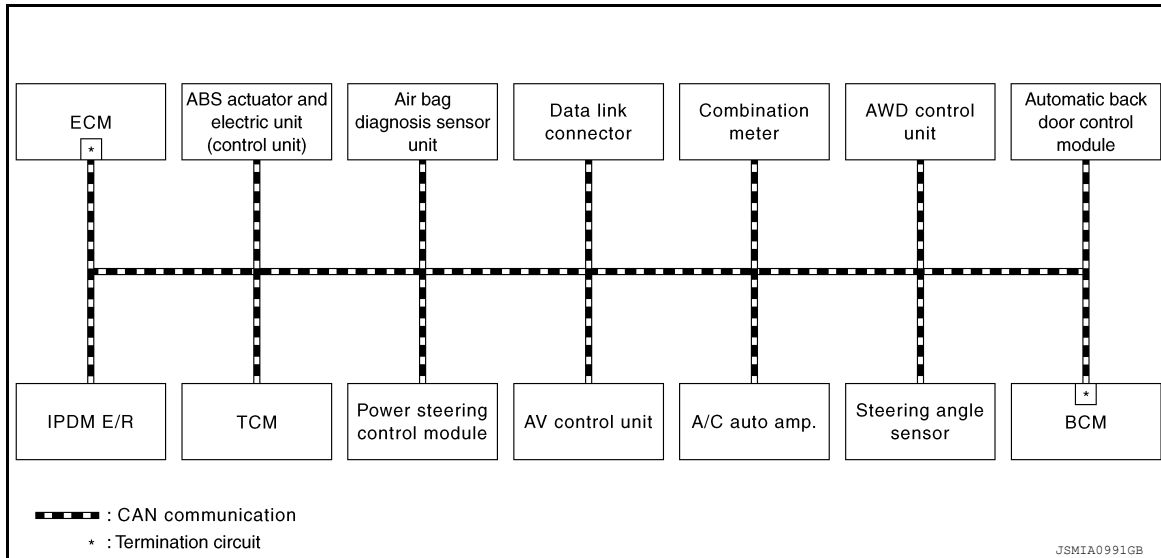 ECM
*
ABS actuator and
electric unit
(control unit)
Air bag
diagnosis sensor
unit
Data link
connector
Combination
meter
AWD control
unit
Automatic back
door control
module
IPDM E/R
TCM
Power steering
control module
AV control unit
A/C auto amp.
Steering angle
sensor
*
BCM
: CAN communication
* : Termination circuit
JSMIA0991GB